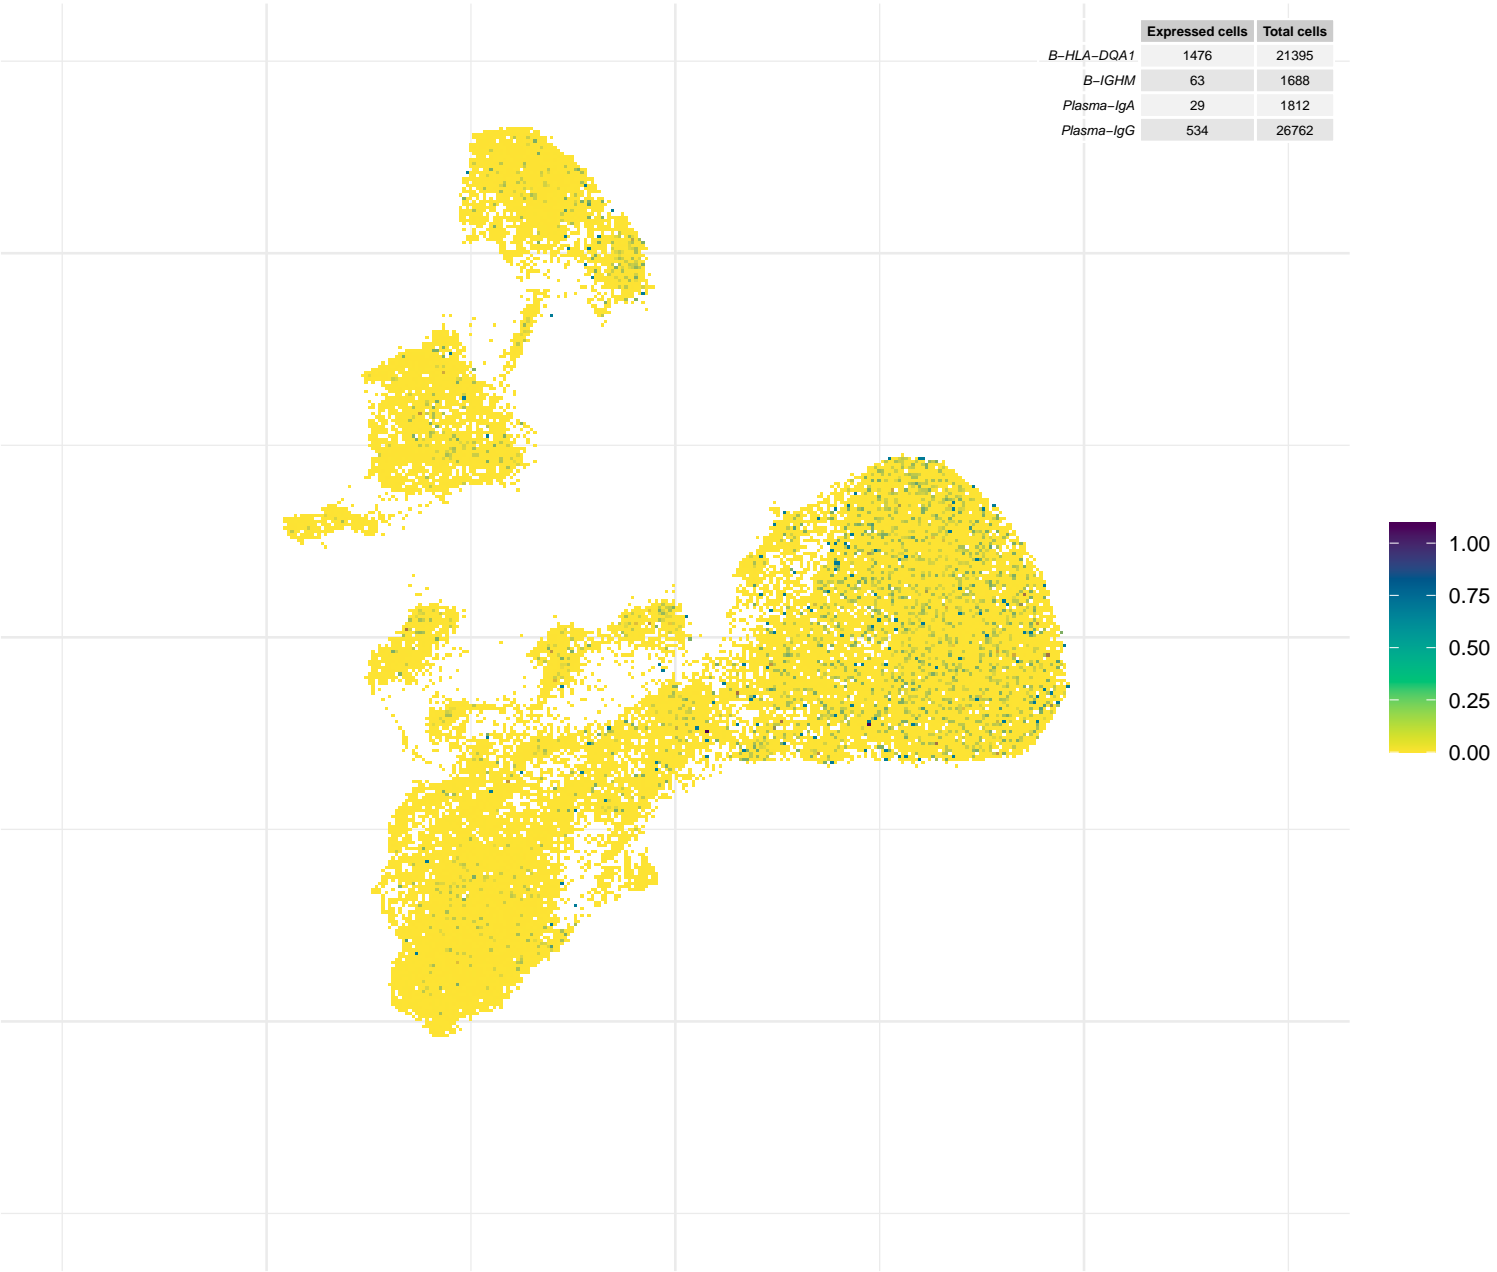 Expressed cells Total cells
B−HLA−DQA1 1476 21395
B−IGHM 63 1688
Plasma−IgA 29 1812
Plasma−IgG 534 26762
1.00
0.75
0.50
0.25
0.00